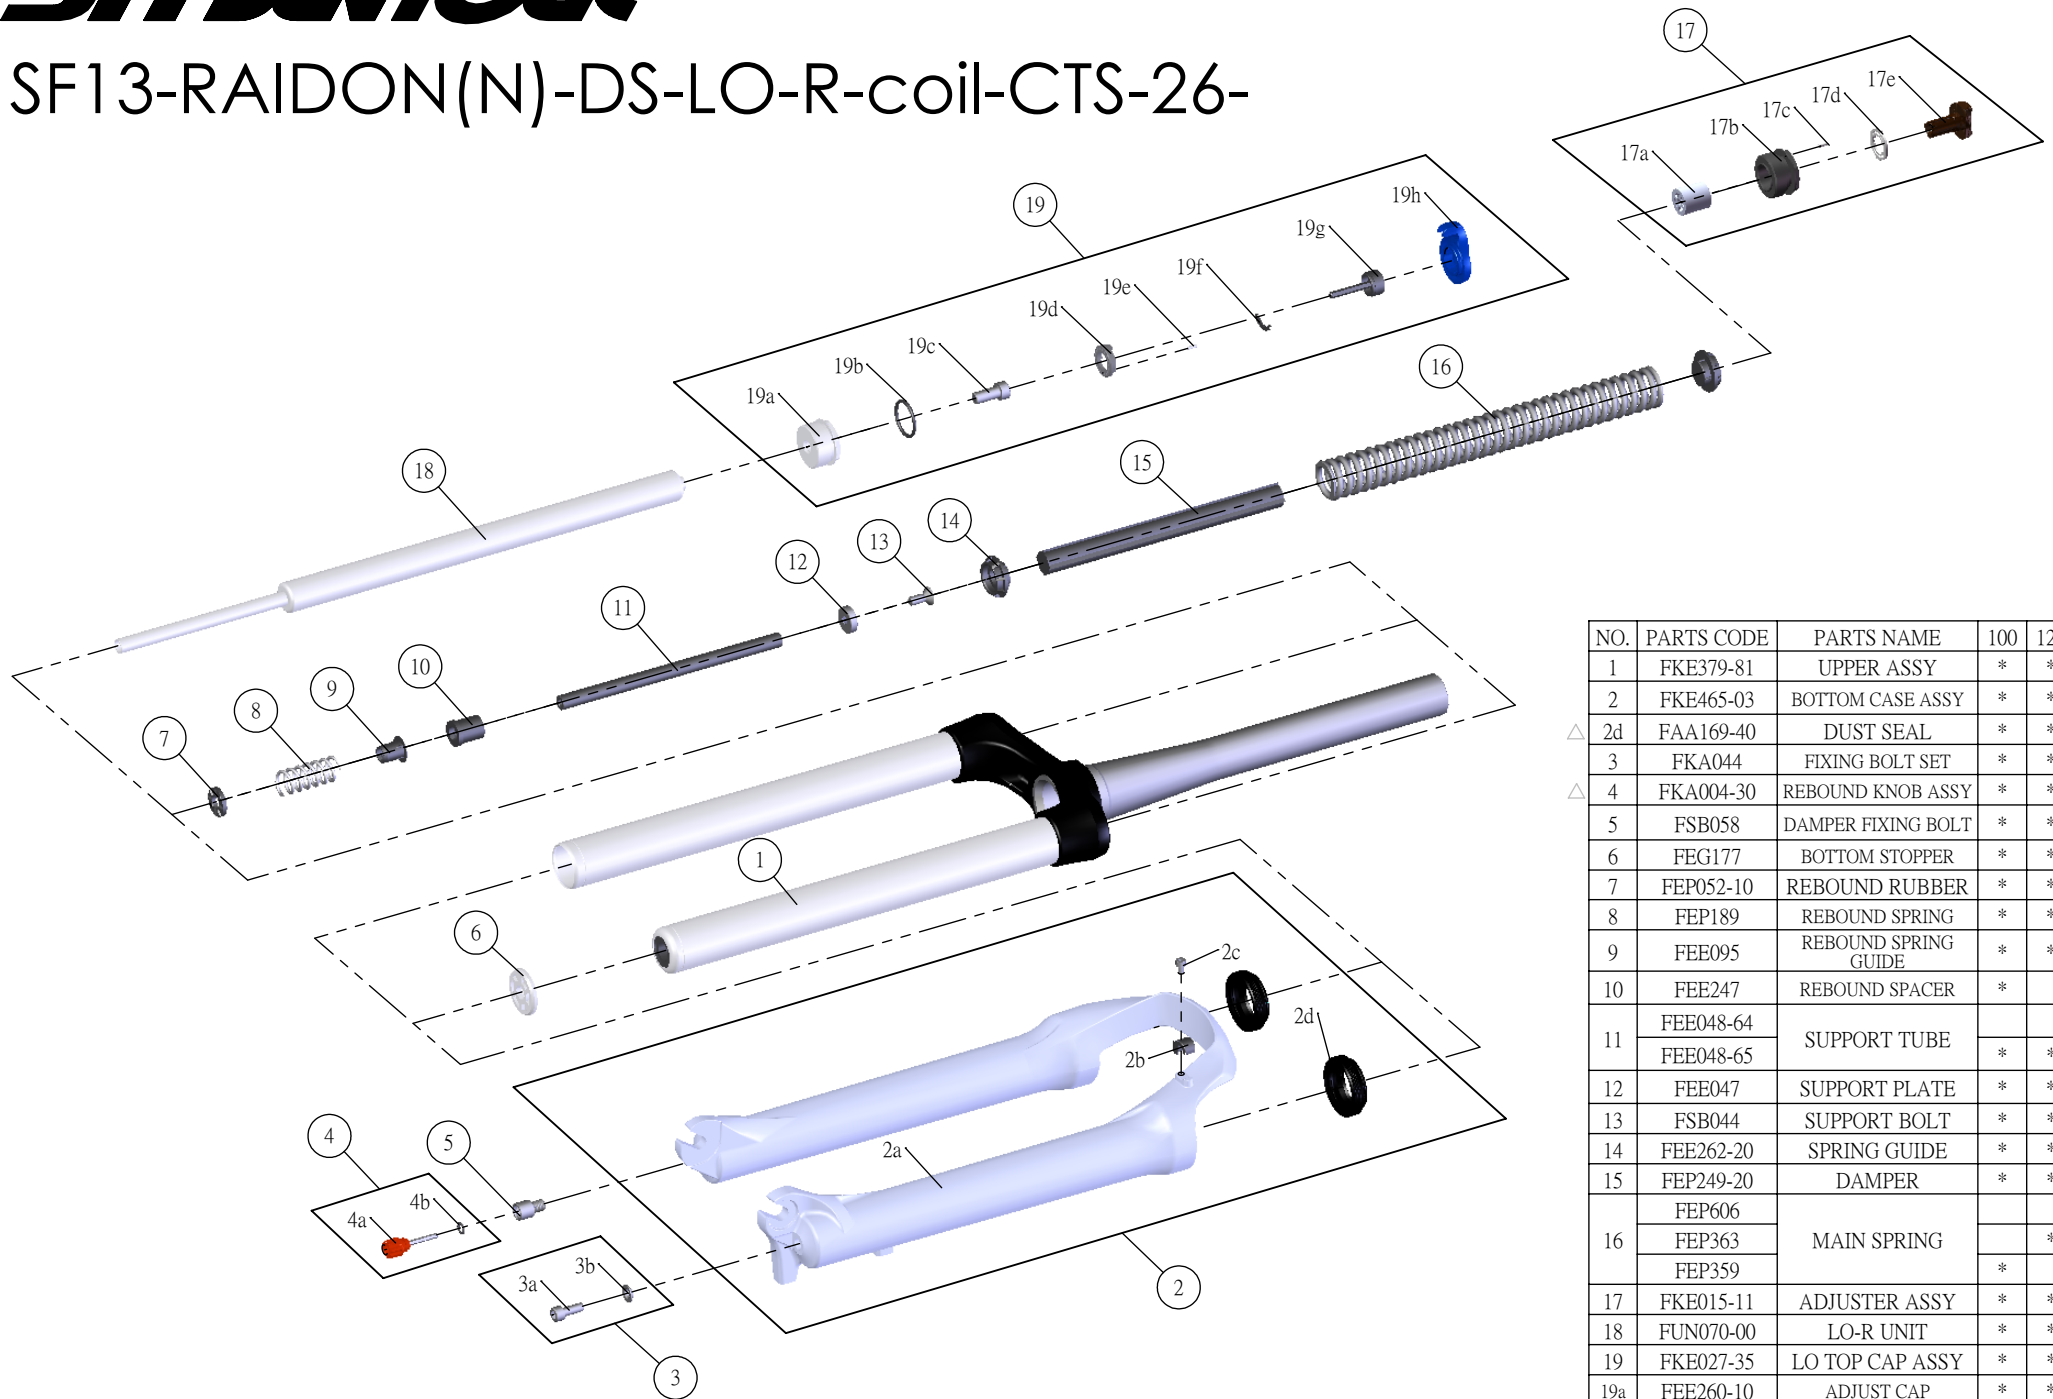 SF13-RAIDON(N)-DS-LO-R-coil-CTS-26-
17
17a
17b
17c
17d
17e
19
19a
19b
19c
19d
19e
19f
19g
19h
16
15
18
14
13
12
11
10
9
8
7
1
6
2c
2d
2b
2a
4
5
4a
4b
3a
3b
2
3
NO. PARTS CODE PARTS NAME 100
1 FKE379-81 UPPER ASSY * *
2 FKE465-03 BOTTOM CASE ASSY * *
△ 2d FAA169-40 DUST SEAL * *
3 FKA044 FIXING BOLT SET * *
△ 4 FKA004-30 REBOUND KNOB ASSY * *
5 FSB058 DAMPER FIXING BOLT * *
6 FEG177 BOTTOM STOPPER * *
7 FEP052-10 REBOUND RUBBER * *
8 FEP189 REBOUND SPRING * *
9 FEE095 REBOUND SPRING GUIDE * *
10 FEE247 REBOUND SPACER *
11 FEE048-64 SUPPORT TUBE
FEE048-65 * *
12 FEE047 SUPPORT PLATE * *
13 FSB044 SUPPORT BOLT * *
14 FEE262-20 SPRING GUIDE * *
15 FEP249-20 DAMPER * *
16 FEP606 MAIN SPRING
FEP363 *
FEP359 *
17 FKE015-11 ADJUSTER ASSY * *
18 FUN070-00 LO-R UNIT * *
19 FKE027-35 LO TOP CAP ASSY * *
19a FEE260-10 ADJUST CAP * *